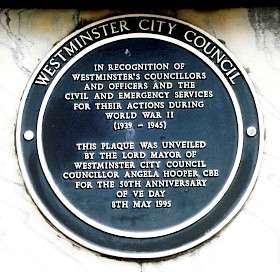 WESTMINSTER CITY COUNCIL
IN RECOGNITION OF
WESTMINSTER'S COUNCILLORS
AND OFFICERS AND THE
CIVIL AND EMERGENCY SERVICES
FOR THEIR ACTIONS DURING
WORLD WAR II
(1939 - 1945)
THIS PLAQUE WAS UNVEILED
BY THE LORD MAYOR OF
WESTMINSTER CITY COUNCIL
COUNCILLOR ANGELA HOOPER CBE
FOR THE 50TH ANNIVERSARY
OF VE DAY
8TH MAY 1995